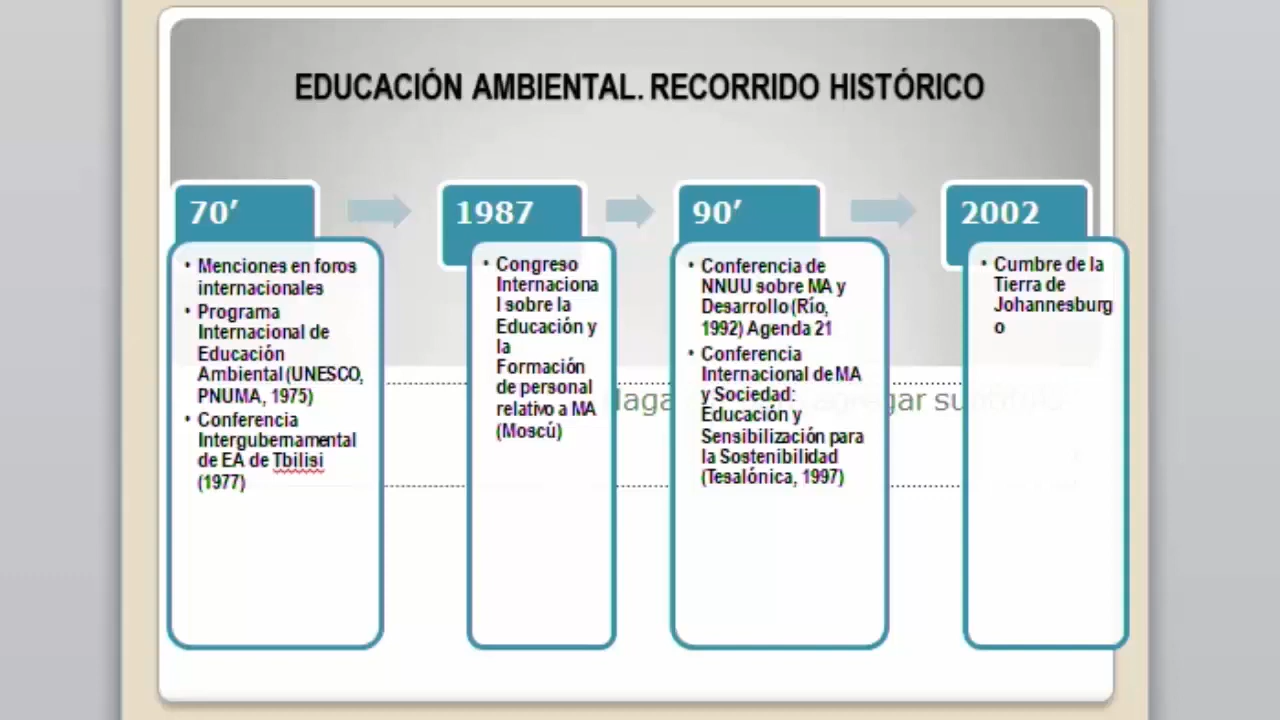 EDUCACIÓN AMBIENTAL. RECORRIDO HISTÓRICO
70’
• Menciones en foros
internacionales
• Programa
Internacional de
Educación
Ambiental (UNESCO,
PNUMA, 1975)
• Conferencia
Intergubernamental
de EA de Tbilisi
(1977)
1987
• Congreso
Internaciona
l sobre la
Educación y
la
Formación
de personal
relativo a MA
(Moscú)
90’
• Conferencia de
NNUU sobre MA y
Desarrollo (Río,
1992) Agenda 21
• Conferencia
Internacional de MA
y Sociedad:
Educación y
Sensibilización para
la Sostenibilidad
(Tesalónica, 1997)
2002
• Cumbre de la
Tierra de
Johannesburg
o